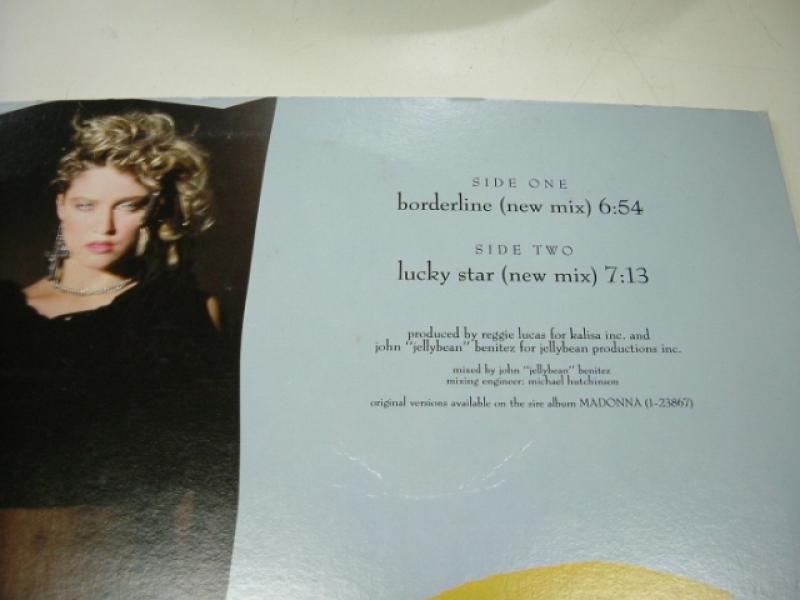 SIDE ONE
borderline (new mix) 6:54
SIDE TWO
lucky star (new mix) 7:13
produced by reggie lucas for kalisa inc. and
john "jellybean" benitez for jellybean productions inc.
mixed by john "jellybean" benitez
mixing engineer: michael hutchinson
original versions available on the sire album MADONNA (1-23867)